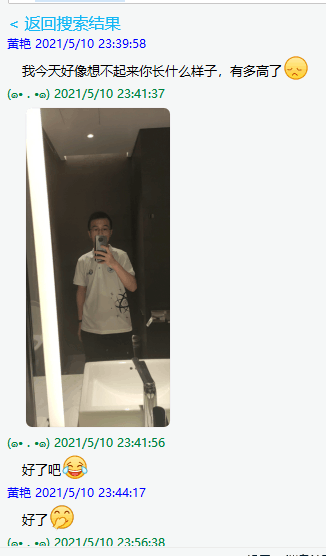 < 返回搜索结果
黄艳 2021/5/10 23:39:58
我今天好像想不起来你长什么样子，有多高了
(๑• . •๑) 2021/5/10 23:41:37
(๑• . •๑) 2021/5/10 23:41:56
好了吧
黄艳 2021/5/10 23:44:17
好了
(๑• . •๑) 2021/5/10 23:56:38